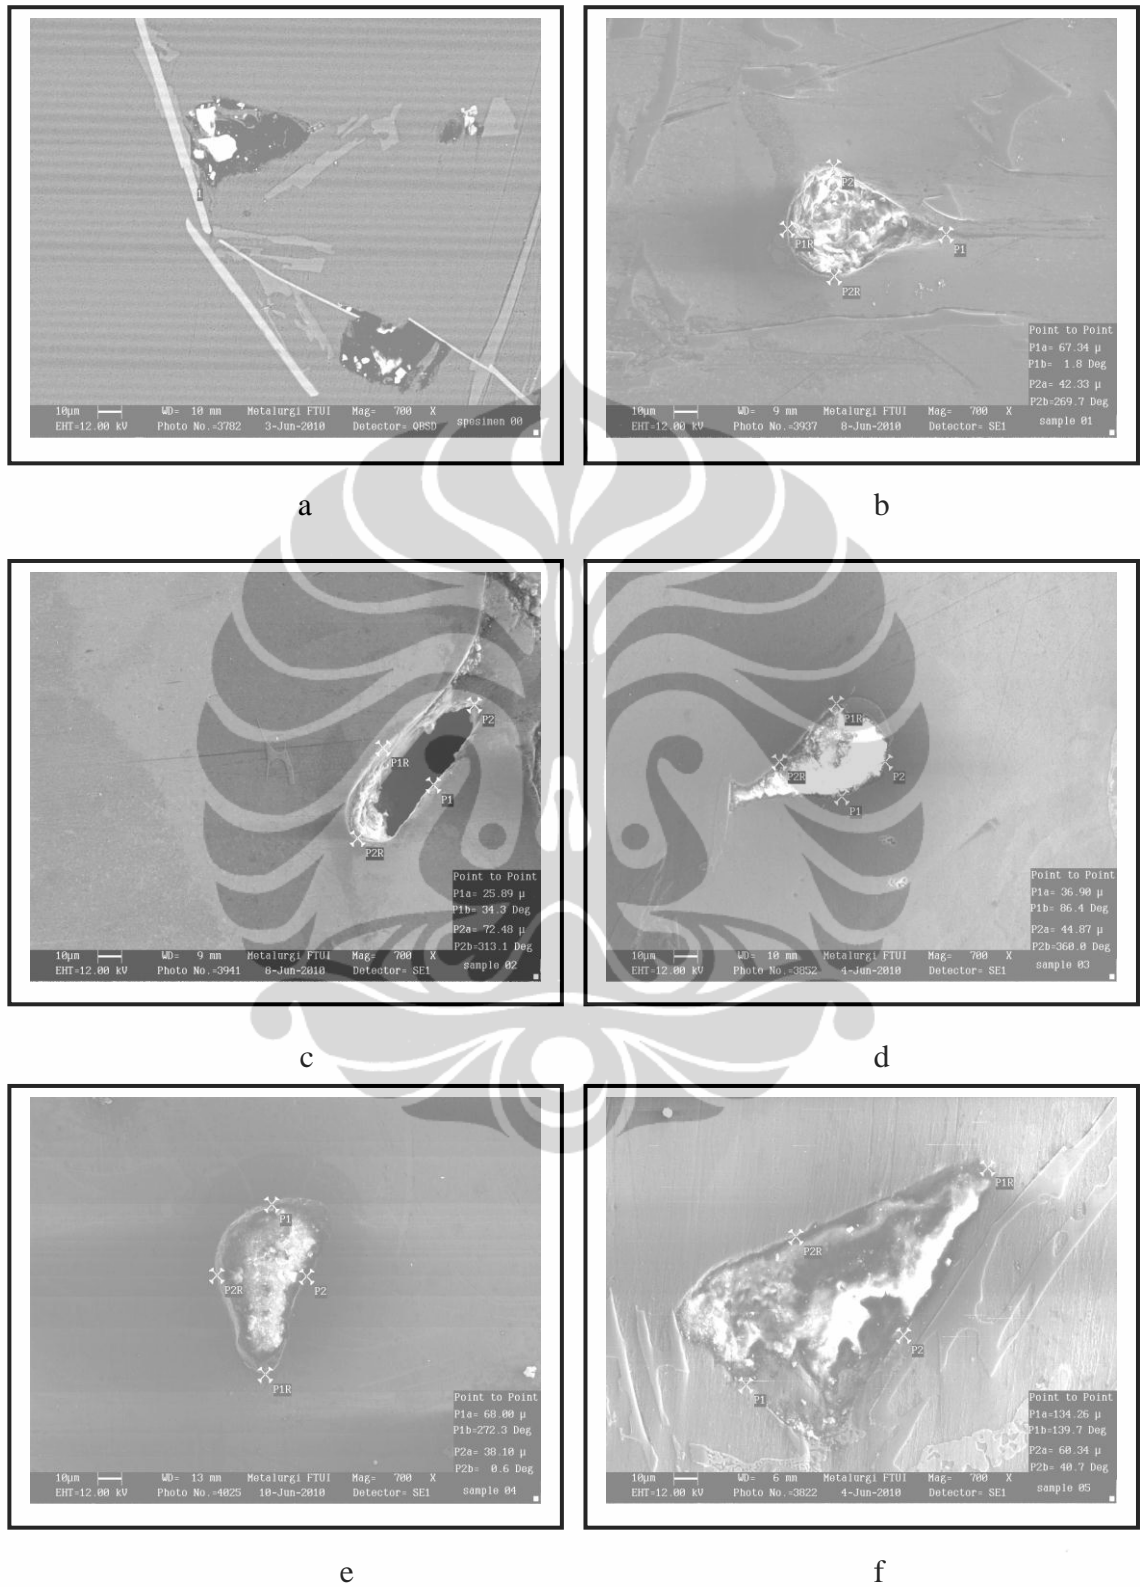 1
10µm WD= 10 mm Metalurgi FTUI Mag= 700 X
EHT=12.00 kV Photo No.=3782 3-Jun-2010 Detector= QBSD spesimen 00
a
P2
P1R
P1
P2R
Point to Point
P1a= 67.34 µ
P1b= 1.8 Deg
P2a= 42.33 µ
P2b=269.7 Deg
10µm WD= 9 mm Metalurgi FTUI Mag= 700 X
EHT=12.00 kV Photo No.=3937 8-Jun-2010 Detector= SE1 sample 01
b
P2
P1R
P1
P2R
Point to Point
P1a= 25.89 µ
P1b= 34.3 Deg
P2a= 72.48 µ
P2b=313.1 Deg
10µm WD= 9 mm Metalurgi FTUI Mag= 700 X
EHT=12.00 kV Photo No.=3941 8-Jun-2010 Detector= SE1 sample 02
c
P1R
P2R
P2
P1
Point to Point
P1a= 36.90 µ
P1b= 86.4 Deg
P2a= 44.87 µ
P2b=360.0 Deg
10µm WD= 10 mm Metalurgi FTUI Mag= 700 X
EHT=12.00 kV Photo No.=3852 4-Jun-2010 Detector= SE1 sample 03
d
P1
P2R
P2
P1R
Point to Point
P1a= 68.00 µ
P1b=272.3 Deg
P2a= 38.10 µ
P2b= 0.6 Deg
10µm WD= 13 mm Metalurgi FTUI Mag= 700 X
EHT=12.00 kV Photo No.=4025 10-Jun-2010 Detector= SE1 sample 04
e
P1R
P2R
P2
P1
Point to Point
P1a=134.26 µ
P1b=139.7 Deg
P2a= 60.34 µ
P2b= 40.7 Deg
10µm WD= 6 mm Metalurgi FTUI Mag= 700 X
EHT=12.00 kV Photo No.=3822 4-Jun-2010 Detector= SE1 sample 05
f